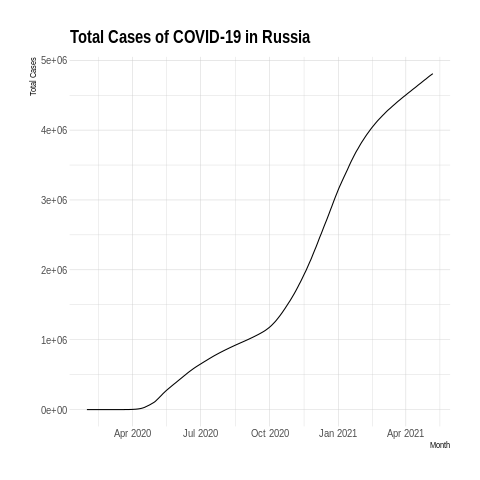 Total Cases of COVID-19 in Russia
Total Cases
5e+06
4e+06
3e+06
2e+06
1e+06
0e+00
Apr 2020 Jul 2020 Oct 2020 Jan 2021 Apr 2021
Month